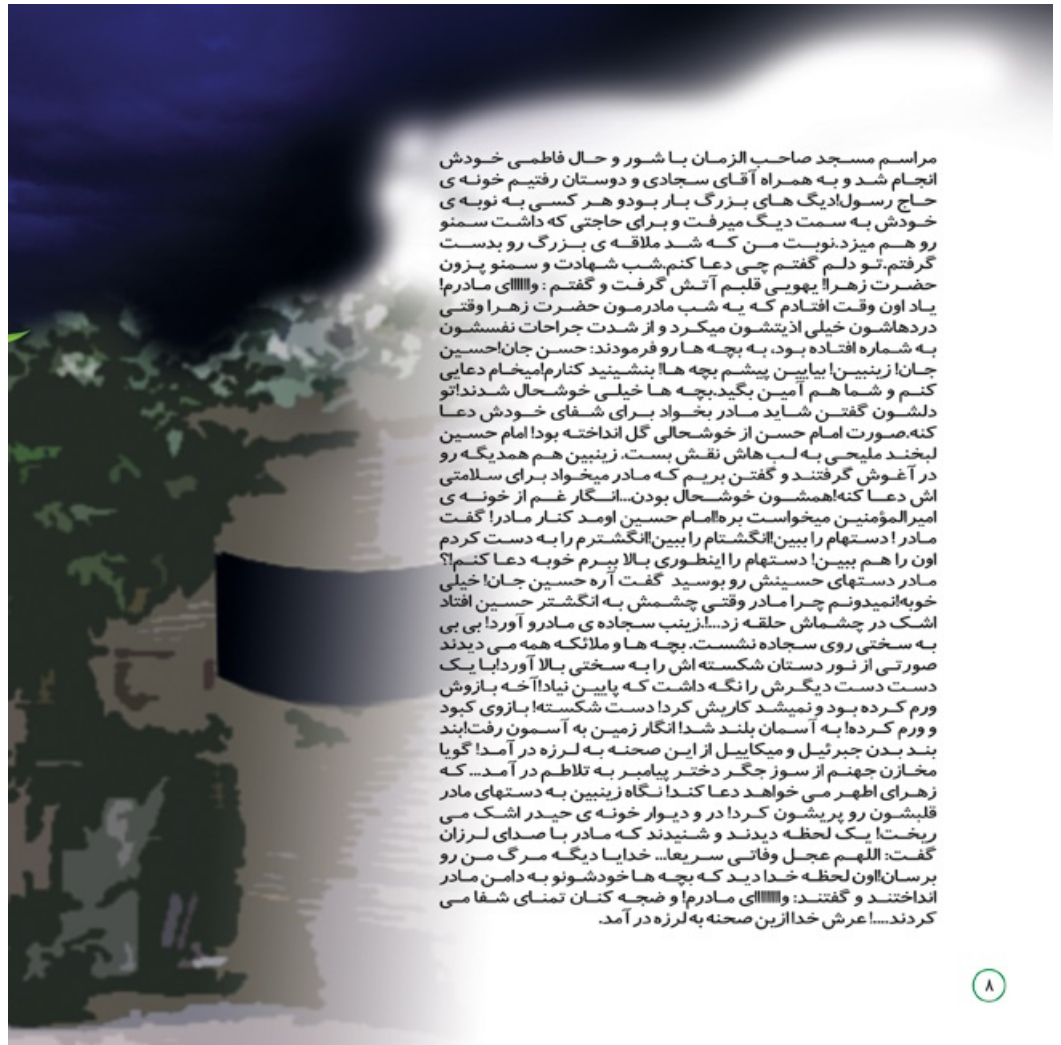 مراسم مسجد صاحب الزمان با شور و حال فاطمی خودش
انجام شد و به همراه آقای سجادی و دوستان رفتیم خونه ی
حاج رسول!دیگ های بزرگ بار بودو هر کسی به نوبه ی
خودش به سمت دیگ میرفت و برای حاجتی که داشت سمنو
رو هم میزد.نوبت من که شد ملاقه ی بزرگ رو بدست
گرفتم.تو دلم گفتم چی دعا کنم.شب شهادت و سمنو پزون
حضرت زهرا! یهویی قلبم آتش گرفت و گفتم : واااااای مادرم!
یاد اون وقت افتادم که یه شب مادرمون حضرت زهرا وقتی
دردهاشون خیلی اذیتشون میکرد و از شدت جراحات نفسشون
به شماره افتاده بود، به بچه ها رو فرمودند: حسن جان!حسین
جان! زینبین! بیایین پیشم بچه ها! بنشینید کنارم!میخام دعایی
کنم و شما هم آمین بگید.بچه ها خیلی خوشحال شدند!تو
دلشون گفتن شاید مادر بخواد برای شفای خودش دعا
کنه.صورت امام حسن از خوشحالی گل انداخته بود! امام حسین
لبخند ملیحی به لب هاش نقش بست. زینبین هم همدیگه رو
در آغوش گرفتند و گفتن بریم که مادر میخواد برای سلامتی
اش دعا کنه!همشون خوشحال بودن...انگار غم از خونه ی
امیرالمؤمنین میخواست بره!امام حسین اومد کنار مادر! گفت
مادر ! دستهام را ببین!انگشتام را ببین!انگشترم را به دست کردم
اون را هم ببین! دستهام را اینطوری بالا ببرم خوبه دعا کنم!؟
مادر دستهای حسینش رو بوسید گفت آره حسین جان! خیلی
خوبه!نمیدونم چرا مادر وقتی چشمش به انگشتر حسین افتاد
اشک در چشماش حلقه زد...!.زینب سجاده ی مادرو آورد! بی بی
به سختی روی سجاده نشست. بچه ها و ملائکه همه می دیدند
صورتی از نور دستان شکسته اش را به سختی بالا آورد!با یک
دست دست دیگرش را نگه داشت که پایین نیاد!آخه بازوش
ورم کرده بود و نمیشد کاریش کرد! دست شکسته! بازوی کبود
و ورم کرده! به آسمان بلند شد! انگار زمین به آسمون رفت!بند
بند بدن جبرئیل و میکاییل از این صحنه به لرزه در آمد! گویا
مخازن جهنم از سوز جگر دختر پیامبر به تلاطم در آمد... که
زهرای اطهر می خواهد دعا کند! نگاه زینبین به دستهای مادر
قلبشون رو پریشون کرد! در و دیوار خونه ی حیدر اشک می
ریخت! یک لحظه دیدند و شنیدند که مادر با صدای لرزان
گفت: اللهم عجل وفاتی سریعا... خدایا دیگه مرگ من رو
برسان!اون لحظه خدا دید که بچه ها خودشونو به دامن مادر
انداختند و گفتند: وااااااای مادرم! و ضجه کنان تمنای شفا می
کردند....! عرش خدا ازین صحنه به لرزه در آمد.
۸